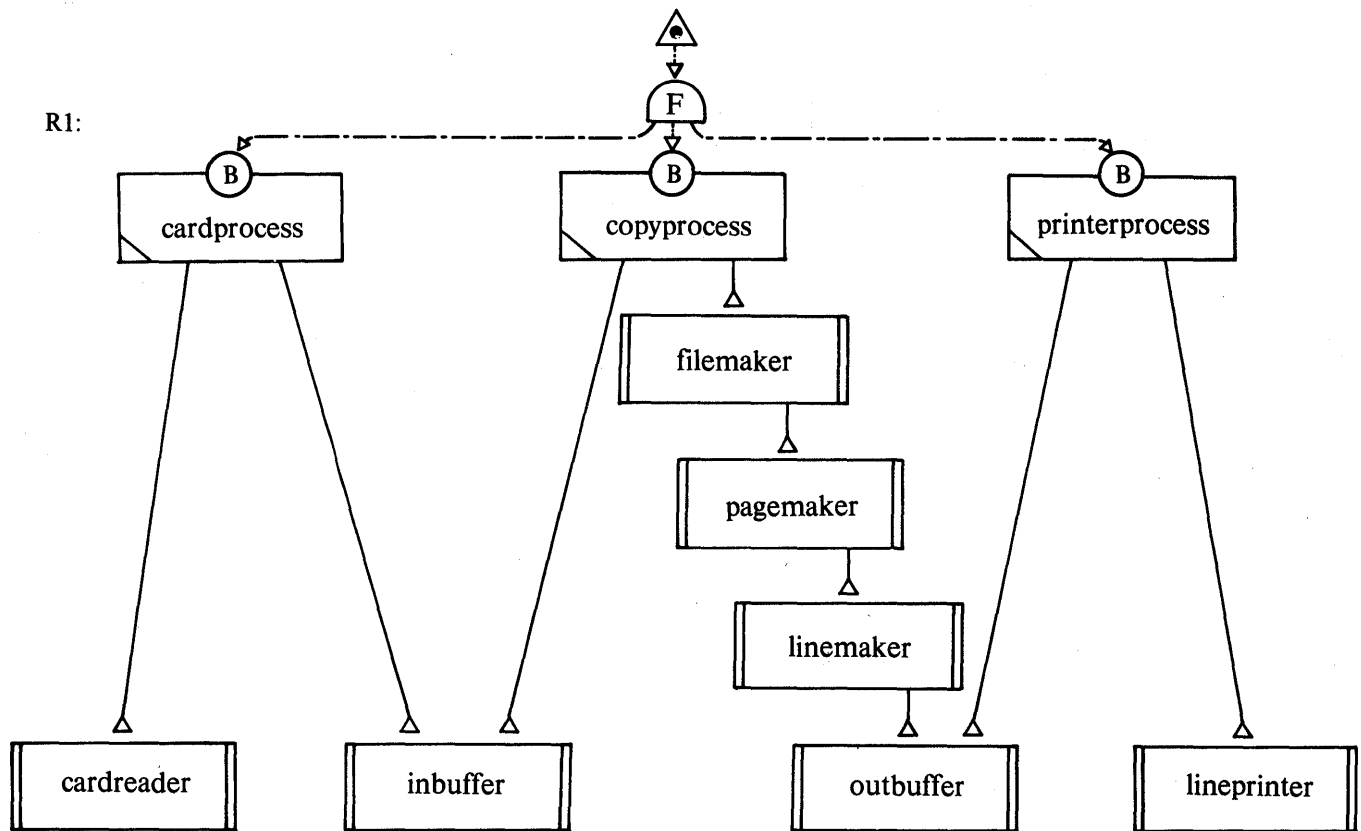 F
R1:
B
B
B
cardprocess
copyprocess
printerprocess
filemaker
pagemaker
linemaker
cardreader
inbuffer
outbuffer
lineprinter